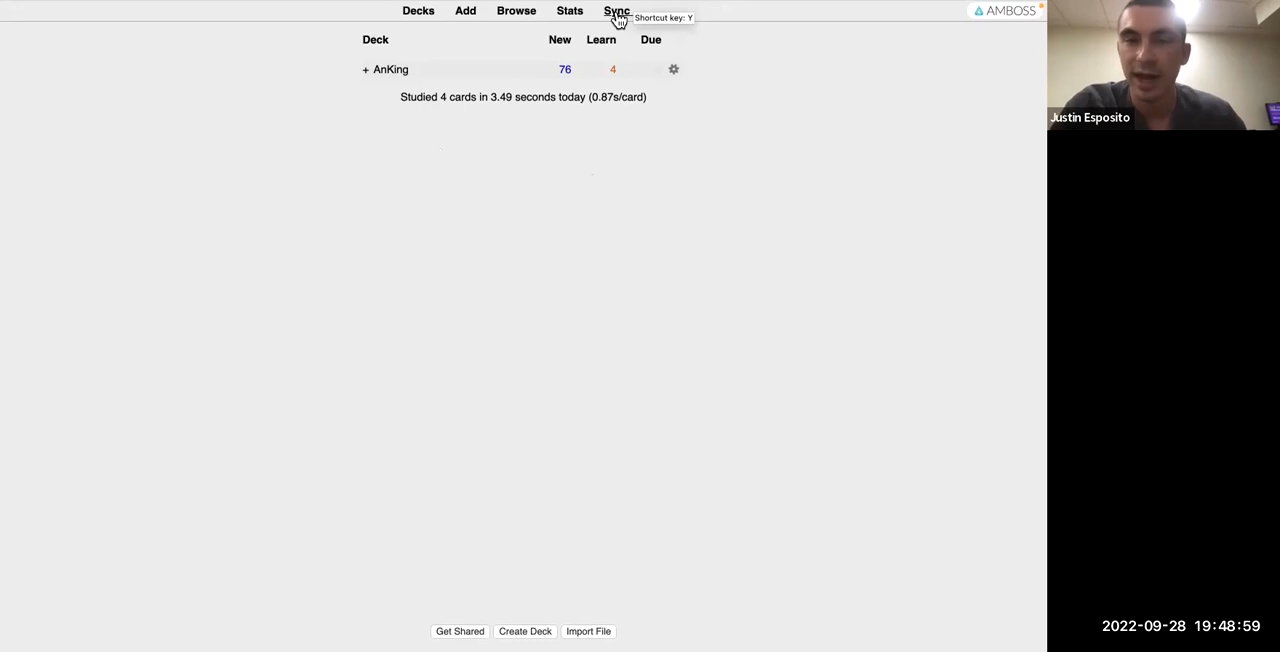 Decks Add Browse Stats Sync
Shortcut key: Y
AMBOSS
Deck New Learn Due
+ AnKing 76 4
Studied 4 cards in 3.49 seconds today (0.87s/card)
Justin Esposito
Get Shared Create Deck Import File
2022-09-28 19:48:59